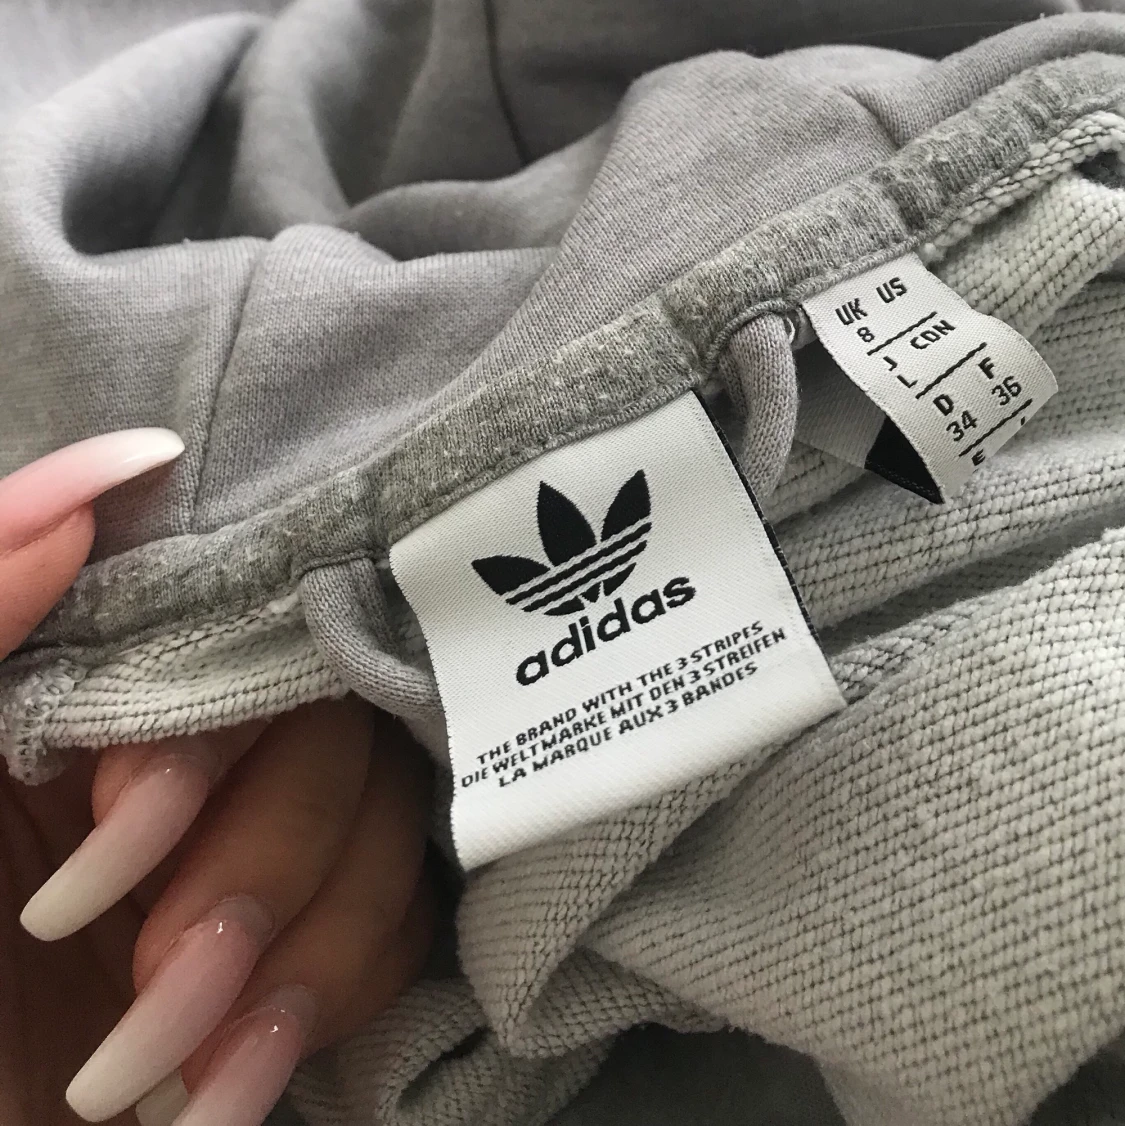 adidas
THE BRAND WITH THE 3 STRIPES
DIE WELTMARKE MIT DEN 3 STREIFEN
LA MARQUE AUX 3 BANDES
UK US
8
J CDN
L
D F
34 36
E